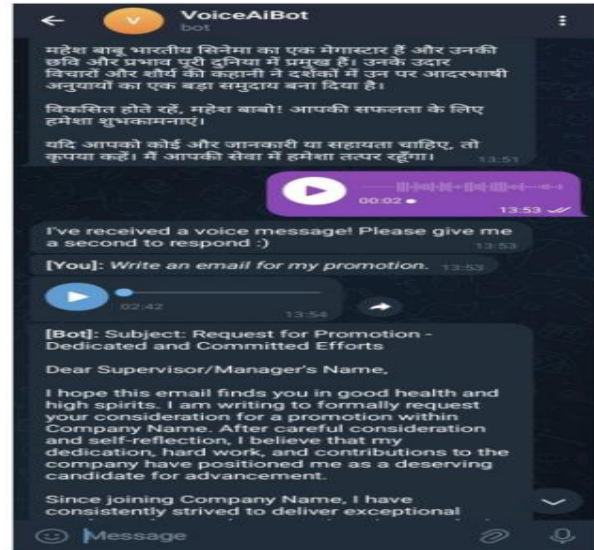 VoiceAiBot
V
bot
महेश बाबू भारतीय सिनेमा का एक मेगास्टार हैं और उनकी
छवि और प्रभाव पूरी दुनिया में प्रमुख हैं। उनके उदार
विचारों और शौर्य की कहानी ने दर्शकों में उन पर आदरभाषी
अनुयायों का एक बड़ा समुदाय बना दिया है।
विकसित होते रहें, महेश बाबो! आपकी सफलता के लिए
हमेशा शुभकामनाएं।
यदि आपको कोई और जानकारी या सहायता चाहिए, तो
कृपया कहें। मैं आपकी सेवा में हमेशा तत्पर रहूँगा।
13:51
00:02
13:53
I've received a voice message! Please give me
a second to respond :)
13:53
[You]: Write an email for my promotion. 13:53
02:42
13:54
[Bot]: Subject: Request for Promotion -
Dedicated and Committed Efforts
Dear Supervisor/Manager's Name,
I hope this email finds you in good health and
high spirits. I am writing to formally request
your consideration for a promotion within
Company Name. After careful consideration
and self-reflection, I believe that my
dedication, hard work, and contributions to the
company have positioned me as a deserving
candidate for advancement.
Since joining Company Name, I have
consistently strived to deliver exceptional
Message